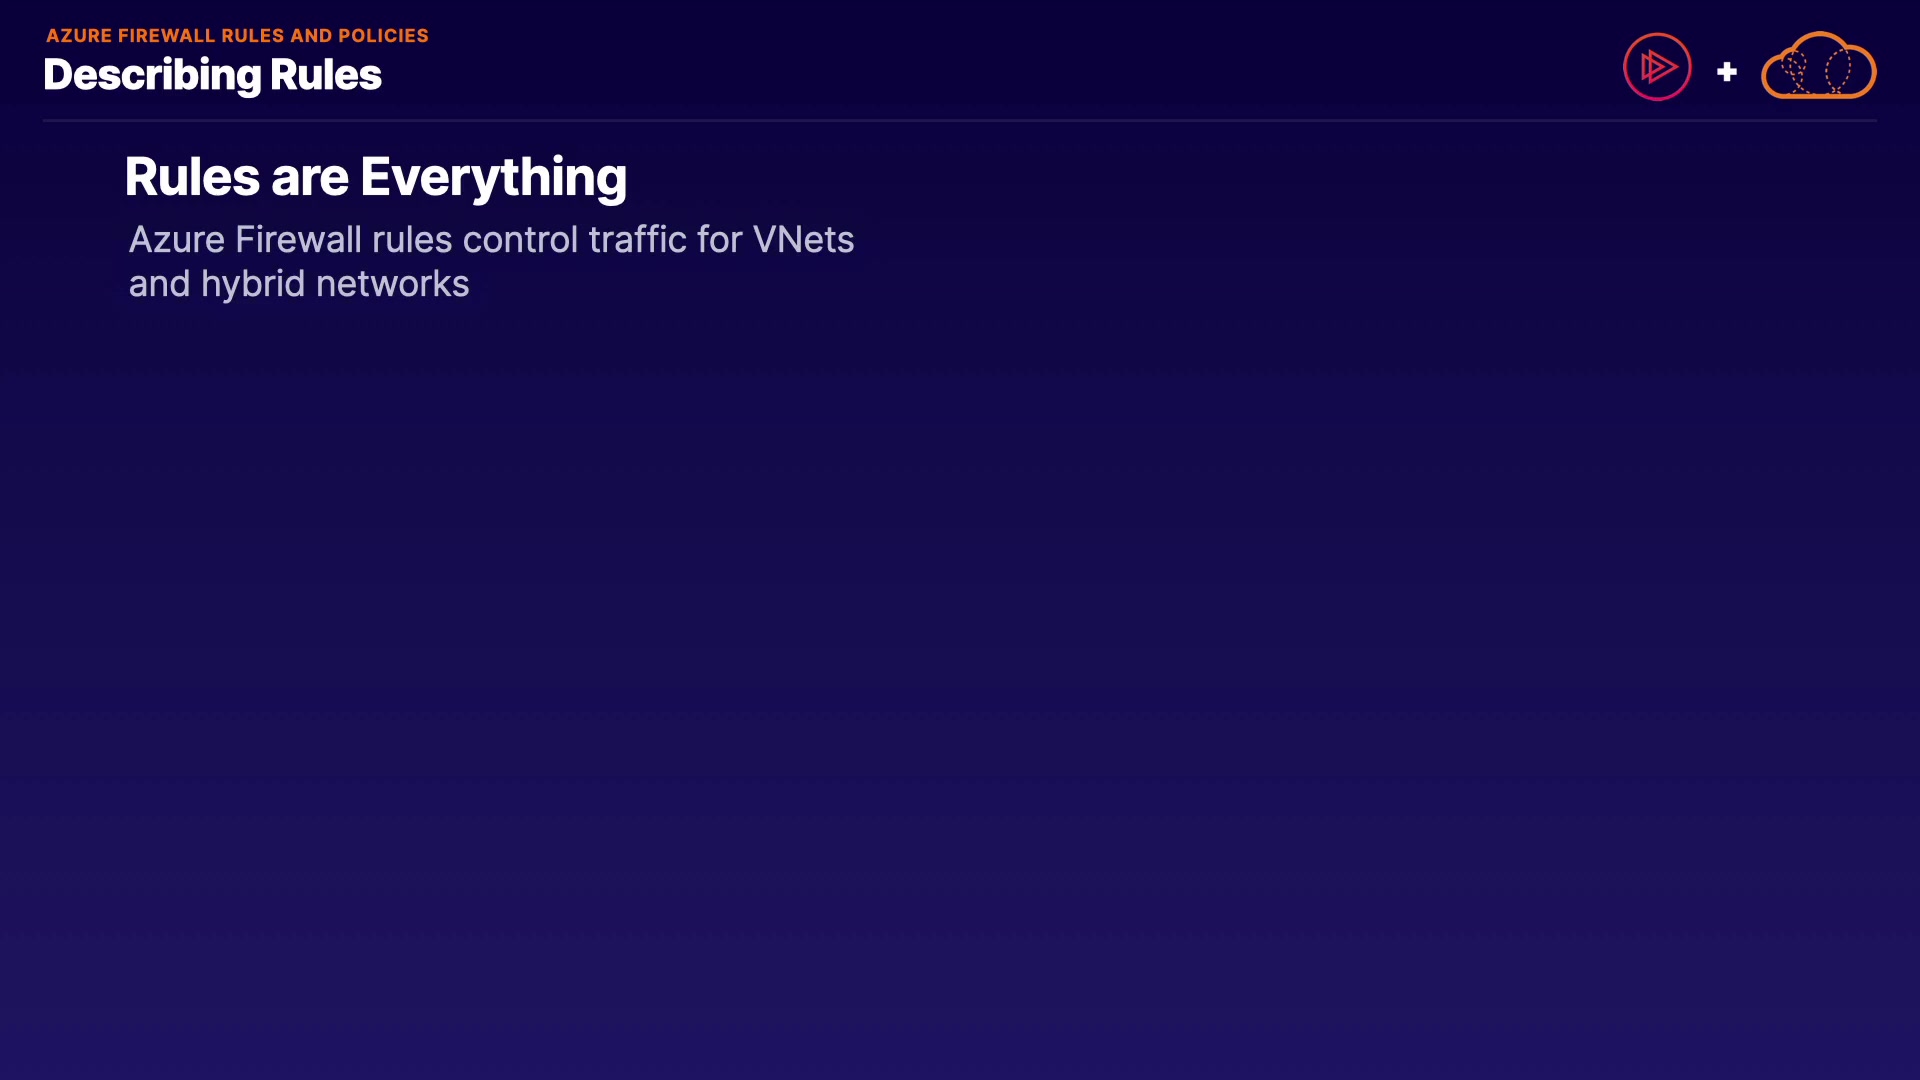 AZURE FIREWALL RULES AND POLICIES
Describing Rules
Rules are Everything
Azure Firewall rules control traffic for VNets
and hybrid networks